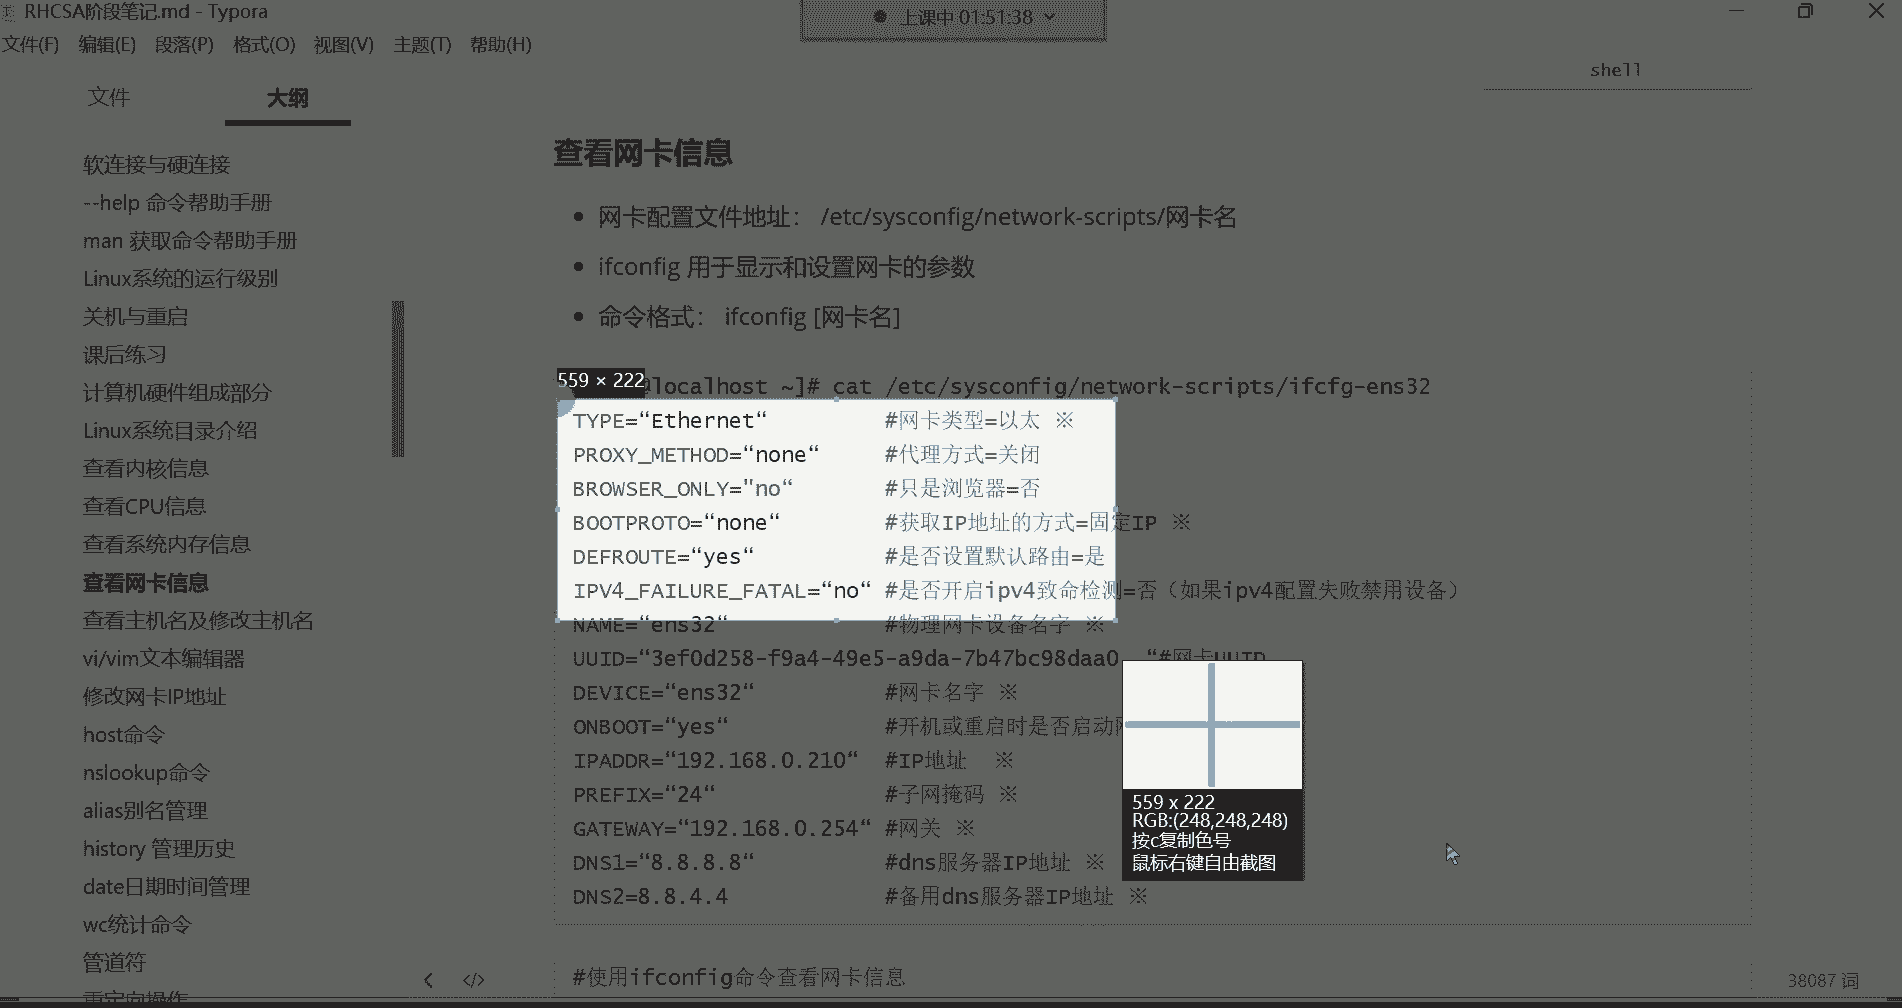 RHCSA阶段笔记.md - Typora
上课中 01:51:38
文件(F) 编辑(E) 段落(P) 格式(O) 视图(V) 主题(T) 帮助(H)
shell
文件 大纲
软连接与硬连接
--help 命令帮助手册
man 获取命令帮助手册
Linux系统的运行级别
关机与重启
课后练习
计算机硬件组成部分
Linux系统目录介绍
查看内核信息
查看CPU信息
查看系统内存信息
查看网卡信息
查看主机名及修改主机名
vi/vim文本编辑器
修改网卡IP地址
host命令
nslookup命令
alias别名管理
history 管理历史
date日期时间管理
wc统计命令
管道符
重定向操作
查看网卡信息
• 网卡配置文件地址： /etc/sysconfig/network-scripts/网卡名
• ifconfig 用于显示和设置网卡的参数
• 命令格式： ifconfig [网卡名]
559 × 222
@localhost ~]# cat /etc/sysconfig/network-scripts/ifcfg-ens32
TYPE=“Ethernet“ #网卡类型=以太 ※
PROXY_METHOD=“none“ #代理方式=关闭
BROWSER_ONLY="no“ #只是浏览器=否
BOOTPROTO=“none“ #获取IP地址的方式=固定IP ※
DEFROUTE=“yes“ #是否设置默认路由=是
IPV4_FAILURE_FATAL=“no“ #是否开启ipv4致命检测=否（如果ipv4配置失败禁用设备）
NAME=“ens32“ #物理网卡设备名字 ※
UUID=“3ef0d258-f9a4-49e5-a9da-7b47bc98daa0 “#网卡UUID
DEVICE=“ens32“ #网卡名字 ※
ONBOOT=“yes“ #开机或重启时是否启动
IPADDR=“192.168.0.210“ #IP地址 ※
PREFIX=“24“ #子网掩码 ※
GATEWAY=“192.168.0.254“ #网关 ※
DNS1=“8.8.8.8“ #dns服务器IP地址 ※
DNS2=8.8.4.4 #备用dns服务器IP地址 ※
559 x 222
RGB:(248,248,248)
按c复制色号
鼠标右键自由截图
#使用ifconfig命令查看网卡信息
38087 词